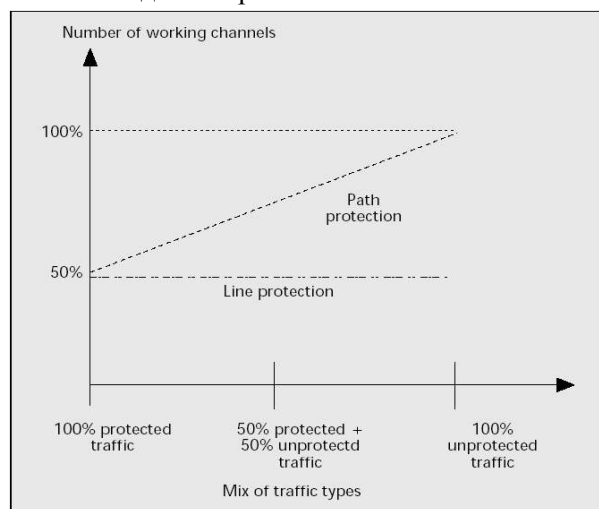 Number of working channels
100%
Path
protection
50%
Line protection
100% protected
traffic
50% protected +
50% unprotectd
traffic
100%
unprotected
traffic
Mix of traffic types